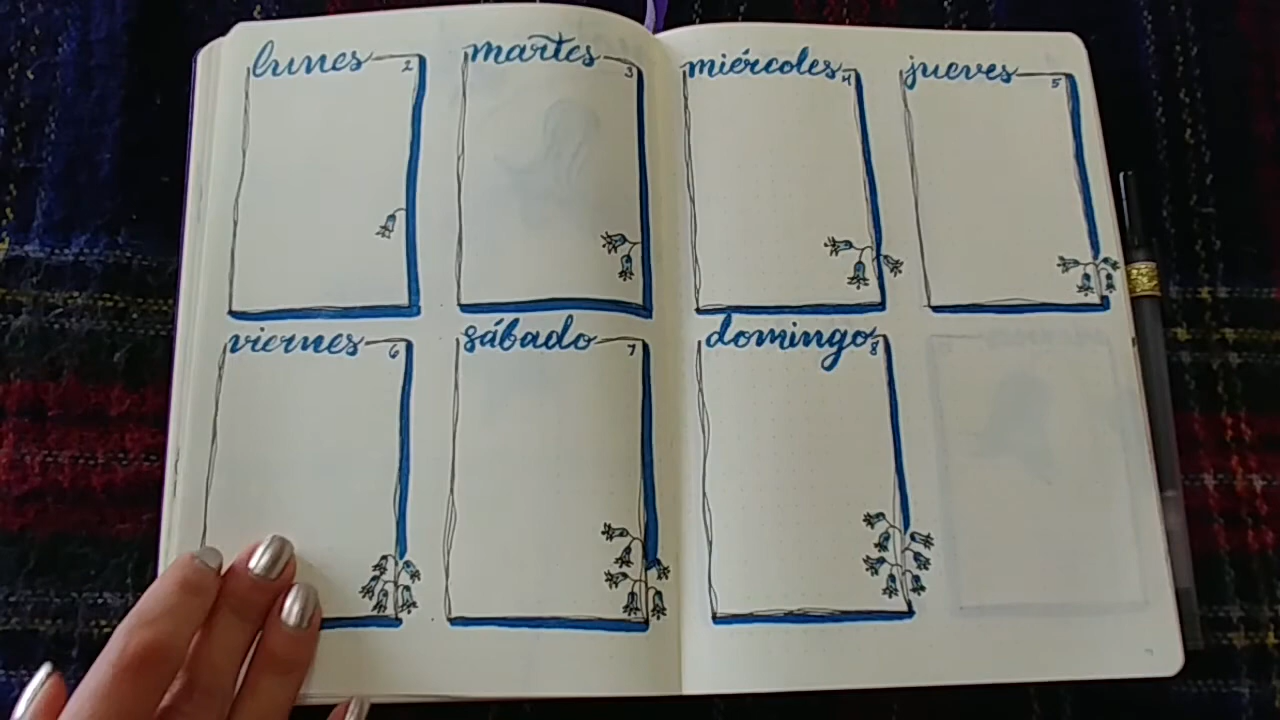 lunes 2
martes 3
miércoles 4
jueves 5
viernes 6
sábado 7
domingo 8